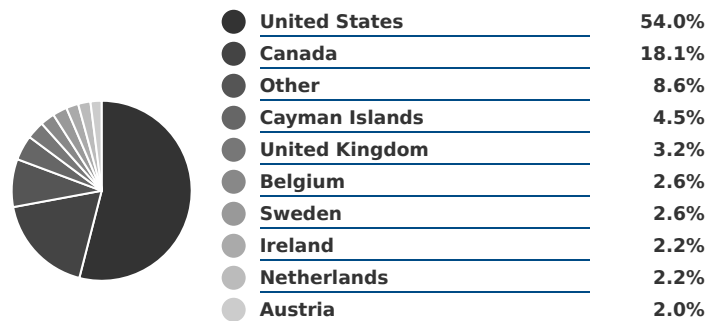 United States 54.0%
Canada 18.1%
Other 8.6%
Cayman Islands 4.5%
United Kingdom 3.2%
Belgium 2.6%
Sweden 2.6%
Ireland 2.2%
Netherlands 2.2%
Austria 2.0%